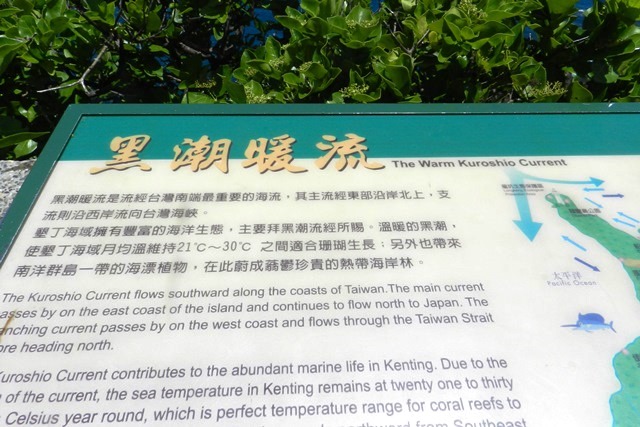 黑潮暖流 The Warm Kuroshio Current
黑潮暖流是流經台灣南端最重要的海流，其主流經東部沿岸北上，支
流則沿西岸流向台灣海峽。
墾丁海域擁有豐富的海洋生態，主要拜黑潮流經所賜。溫暖的黑潮，
使墾丁海域月均溫維持21℃～30℃ 之間適合珊瑚生長；另外也帶來
南洋群島一帶的海漂植物，在此蔚成蓊鬱珍貴的熱帶海岸林。
The Kuroshio Current flows southward along the coasts of Taiwan.The main current
asses by on the east coast of the island and continues to flow north to Japan. The
anching current passes by on the west coast and flows through the Taiwan Strait
ore heading north.
Kuroshio Current contributes to the abundant marine life in Kenting. Due to the
of the current, the sea temperature in Kenting remains at twenty one to thirty
Celsius year round, which is perfect temperature range for coral reefs to
northward from Southeast
太平洋
Pacific Ocean